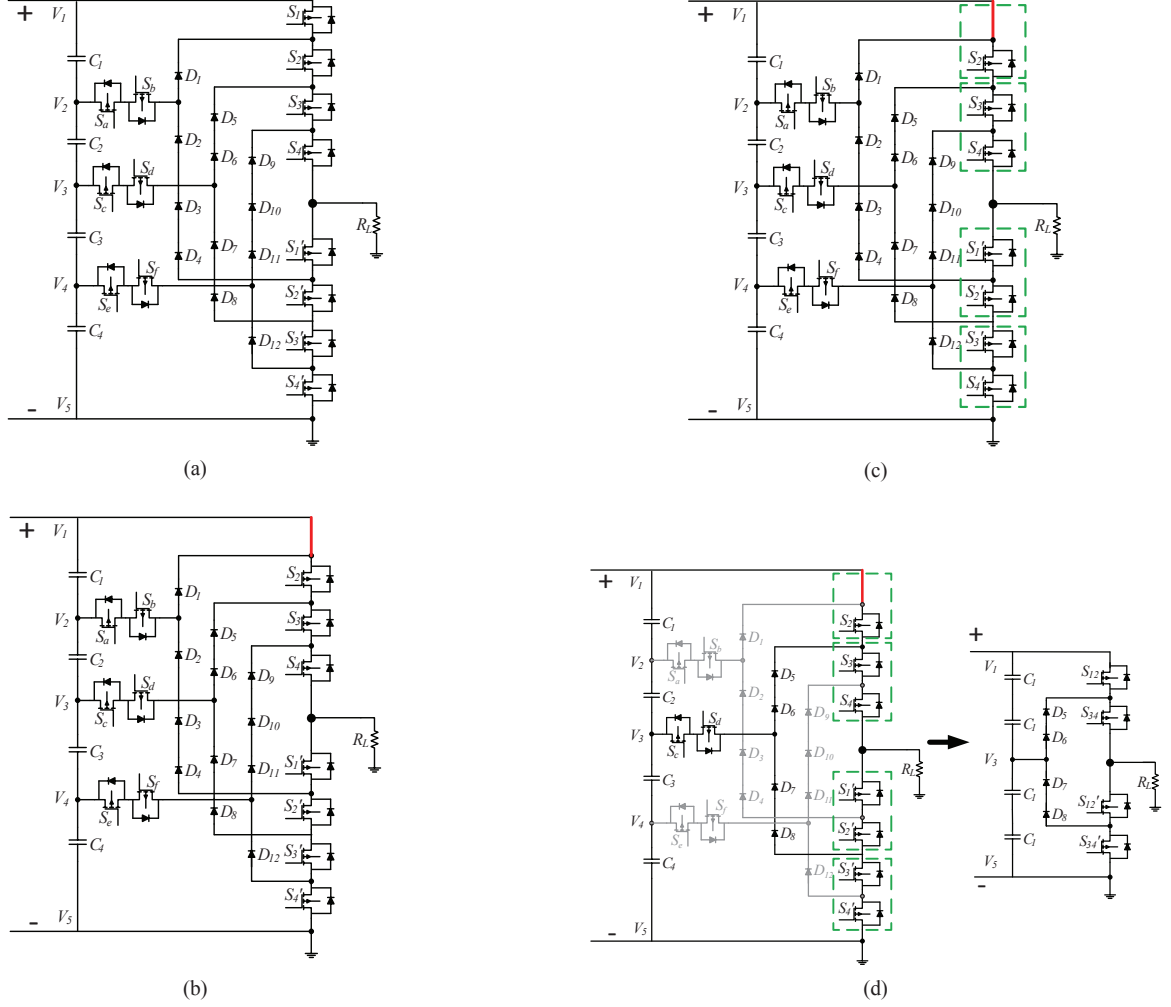 + V1 S1
C1 S2
Sb D1
V2 Sa S3
D5
C2 D2 D6 S4
D9
Sd
V3 Sc
D3 D10 RL
C3 D7 S1'
Sf D4 D11
V4 Se S2'
D8
C4 S3'
D12
S4'
- V5
(a)
+ V1
C1 S2
Sb D1
V2 Sa S3
D5
C2 D2 D6 S4
D9
Sd
V3 Sc
D3 D10 RL
C3 D7 S1'
Sf D4 D11
V4 Se S2'
D8
C4 S3'
D12
S4'
- V5
(c)
+ V1
C1 S2
Sb D1
V2 Sa S3
D5
C2 D2 D6 S4
D9
Sd
V3 Sc
D3 D10 RL
C3 D7 S1'
Sf D4 D11
V4 Se S2'
D8
C4 S3'
D12
S4'
- V5
(b)
+ V1
C1 S2
Sb D1
V2 Sa S3
D5
C2 D2 D6 S4
D9
Sd
V3 Sc
D3 D10 RL
C3 D7 S1'
Sf D4 D11
V4 Se S2'
D8
C4 S3'
D12
S4'
- V5
+
V1 C1 S12
D5 S34
C1 D6
V3
C1 D7 RL
D8 S12'
C1 S34'
V5
-
(d)